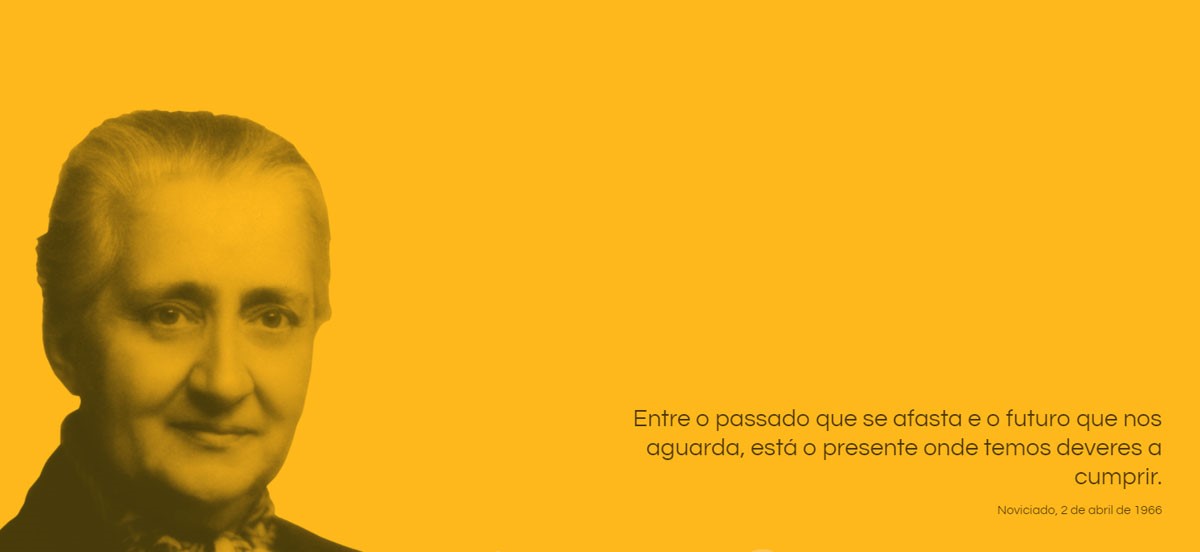 Entre o passado que se afasta e o futuro que nos
aguarda, está o presente onde temos deveres a
cumprir.
Noviciado, 2 de abril de 1966